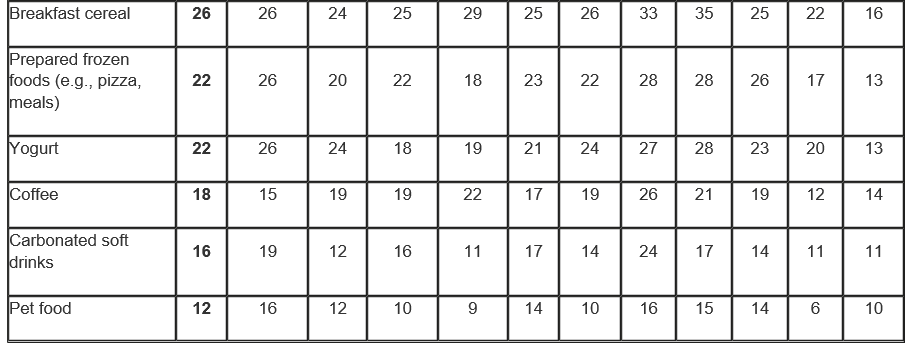 Breakfast cereal 26 26 24 25 29 25 26 33 35 25 22 16
Prepared frozen
foods (e.g., pizza, 22 26 20 22 18 23 22 28 28 26 17 13
meals)
Yogurt 22 26 24 18 19 21 24 27 28 23 20 13
Coffee 18 15 19 19 22 17 19 26 21 19 12 14
Carbonated soft
drinks 16 19 12 16 11 17 14 24 17 14 11 11
Pet food 12 16 12 10 9 14 10 16 15 14 6 10